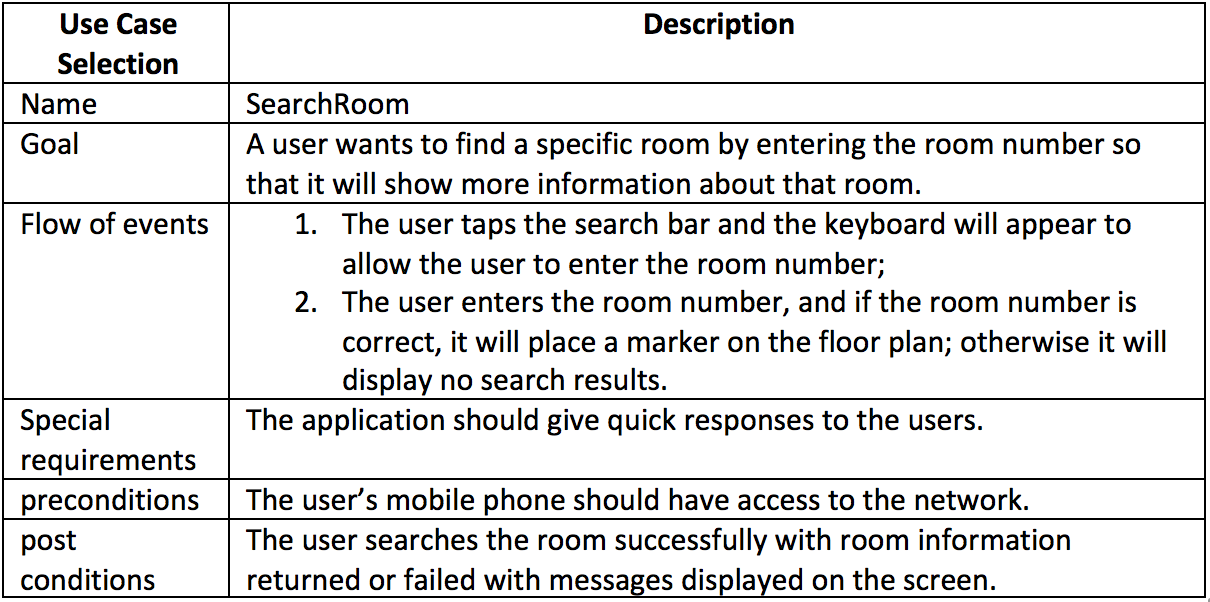 Use Case
Selection
Description
Name
SearchRoom
Goal
A user wants to find a specific room by entering the room number so
that it will show more information about that room.
Flow of events
1. The user taps the search bar and the keyboard will appear to
allow the user to enter the room number;
2. The user enters the room number, and if the room number is
correct, it will place a marker on the floor plan; otherwise it will
display no search results.
Special
requirements
The application should give quick responses to the users.
preconditions
The user’s mobile phone should have access to the network.
post
conditions
The user searches the room successfully with room information
returned or failed with messages displayed on the screen.